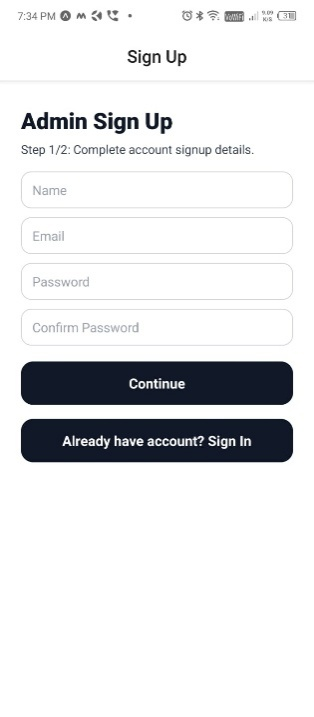 7:34 PM
Sign Up
Admin Sign Up
Step 1/2: Complete account signup details.
Name
Email
Password
Confirm Password
Continue
Already have account? Sign In